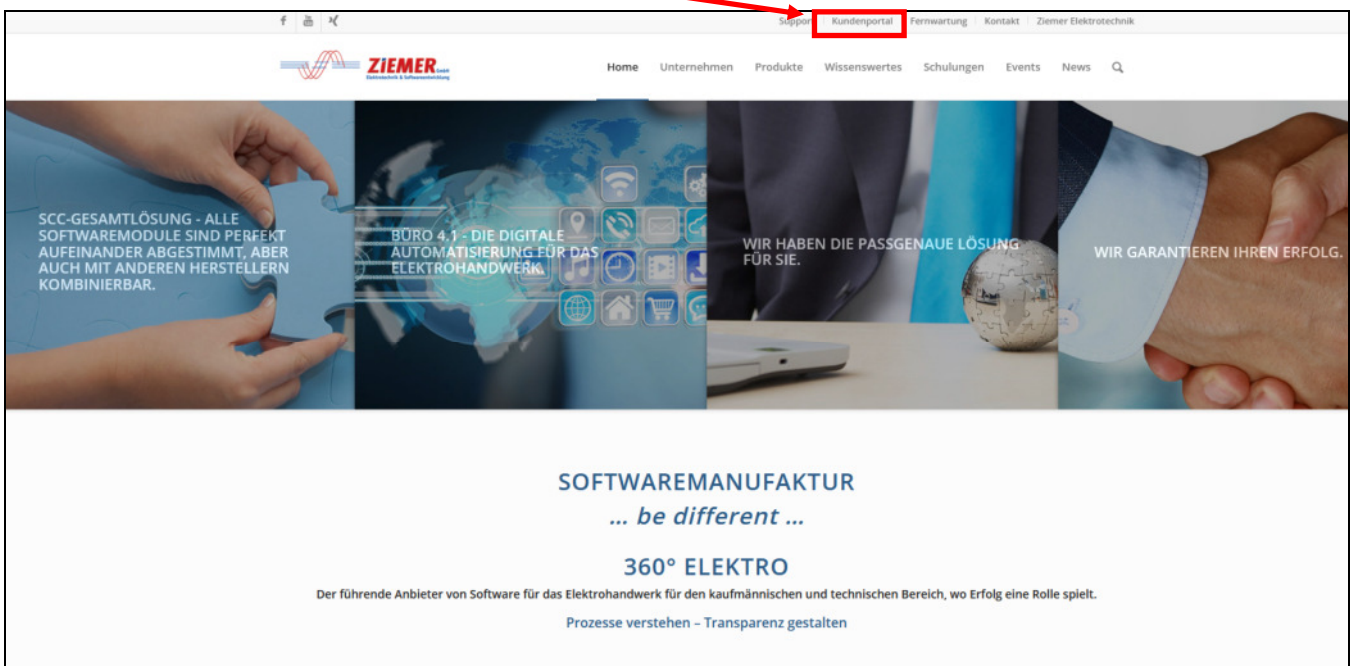 Support Kundenportal Fernwartung Kontakt Ziemer Elektrotechnik
ZIEMER GmbH
Elektrotechnik & Softwareentwicklung
Home Unternehmen Produkte Wissenswertes Schulungen Events News
SCC-GESAMTLÖSUNG - ALLE
SOFTWAREMODULE SIND PERFEKT
AUFEINANDER ABGESTIMMT, ABER
AUCH MIT ANDEREN HERSTELLERN
KOMBINIERBAR.
BÜRO 4.1 - DIE DIGITALE
AUTOMATISIERUNG FÜR DAS
ELEKTROHANDWERK.
WIR HABEN DIE PASSGENAUE LÖSUNG
FÜR SIE.
WIR GARANTIEREN IHREN ERFOLG.
SOFTWAREMANUFAKTUR
... be different ...
360° ELEKTRO
Der führende Anbieter von Software für das Elektrohandwerk für den kaufmännischen und technischen Bereich, wo Erfolg eine Rolle spielt.
Prozesse verstehen – Transparenz gestalten